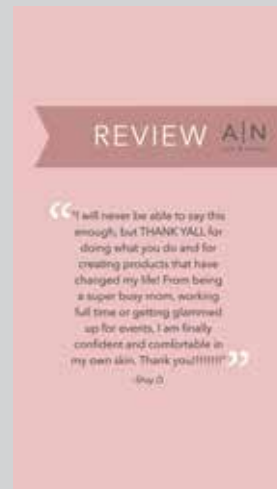 REVIEW A|N
"I will never be able to say this
enough, but THANK YALL for
doing what you do and for
creating products that have
changed my life! From being
a super busy mom, working
full time or getting glammed
up for events, I am finally
confident and comfortable in
my own skin. Thank you!!!!!!!!"
-Shay D.